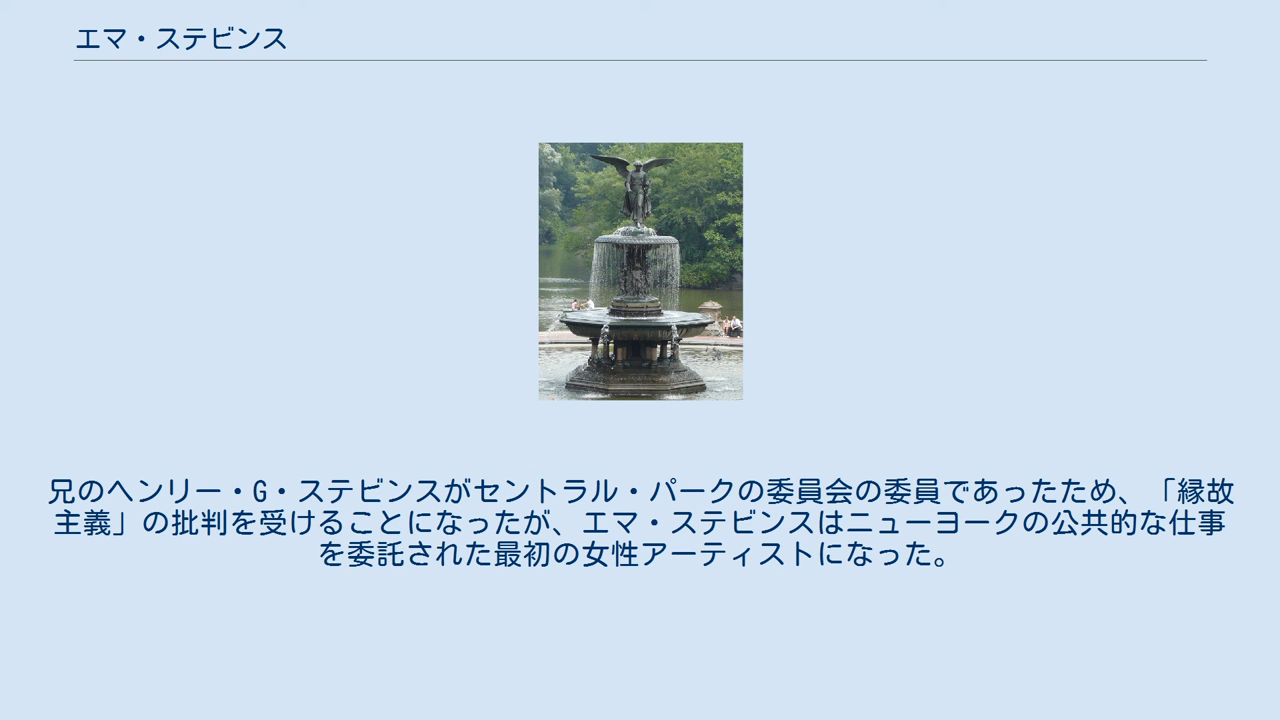 エマ・ステビンス
兄のヘンリー・G・ステビンスがセントラル・パークの委員会の委員であったため、「縁故
主義」の批判を受けることになったが、エマ・ステビンスはニューヨークの公共的な仕事
を委託された最初の女性アーティストになった。